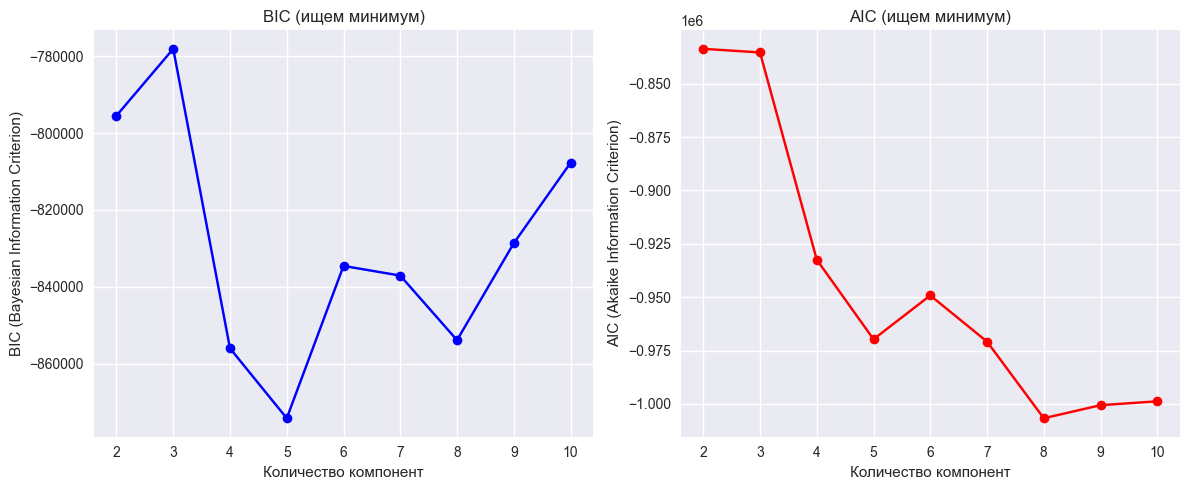 BIC (ищем минимум)
BIC (Bayesian Information Criterion)
−780000
−800000
−820000
−840000
−860000
2 3 4 5 6 7 8 9 10
Количество компонент
AIC (ищем минимум)
1e6
AIC (Akaike Information Criterion)
−0.850
−0.875
−0.900
−0.925
−0.950
−0.975
−1.000
2 3 4 5 6 7 8 9 10
Количество компонент